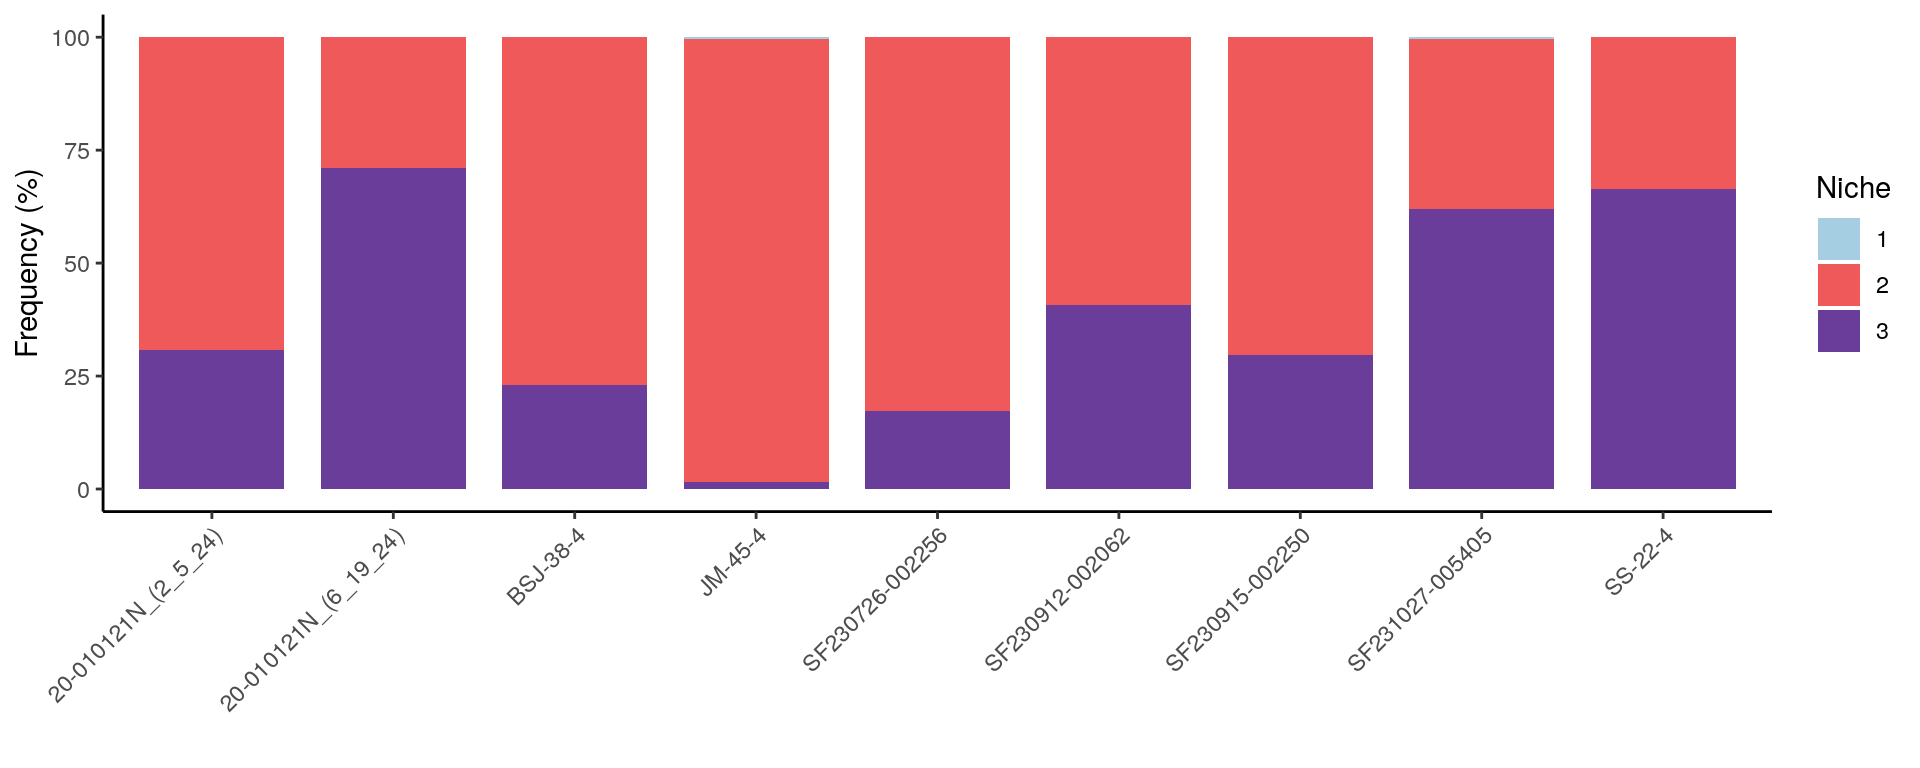 Frequency (%)
100
75
50
25
0
20-010121N_(2_5_24)
20-010121N_(6_19_24)
BSJ-38-4
JM-45-4
SF230726-002256
SF230912-002062
SF230915-002250
SF231027-005405
SS-22-4
Niche
1
2
3